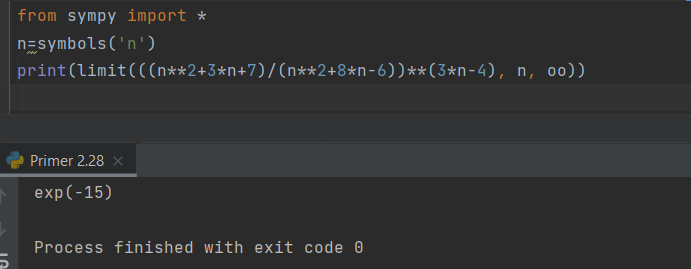 from sympy import *
n=symbols('n')
print(limit(((n**2+3*n+7)/(n**2+8*n-6))**(3*n-4), n, oo))
Primer 2.28 ×
exp(-15)
Process finished with exit code 0